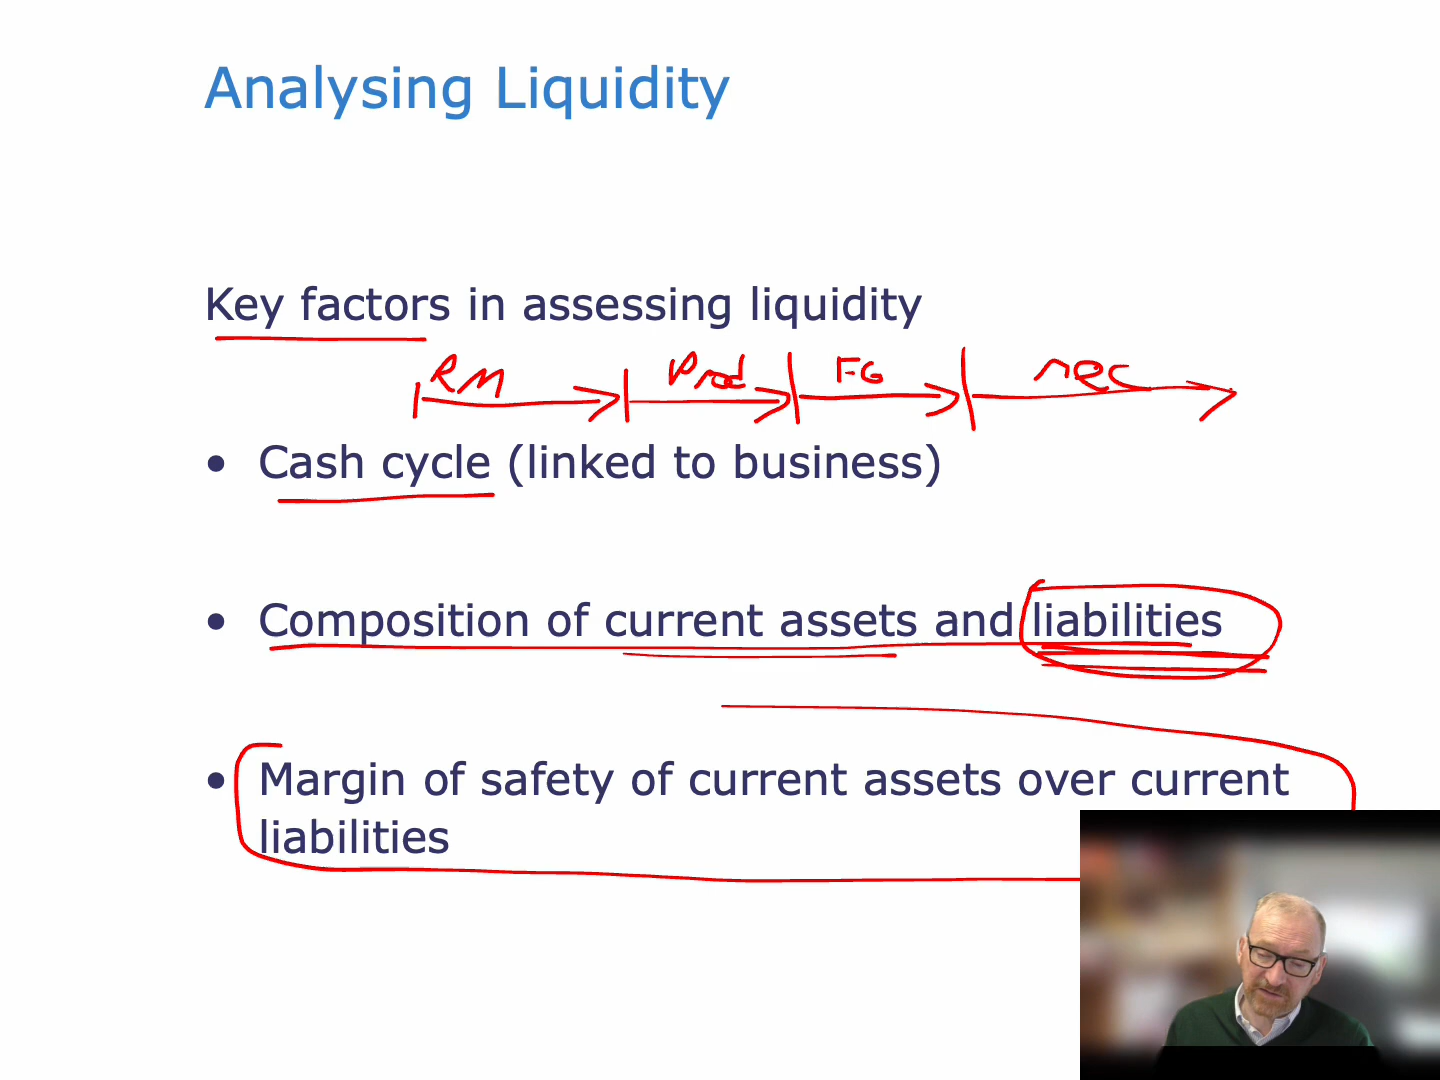 Analysing Liquidity
Key factors in assessing liquidity
RM Prod FG rec
• Cash cycle (linked to business)
• Composition of current assets and liabilities
• Margin of safety of current assets over current
liabilities